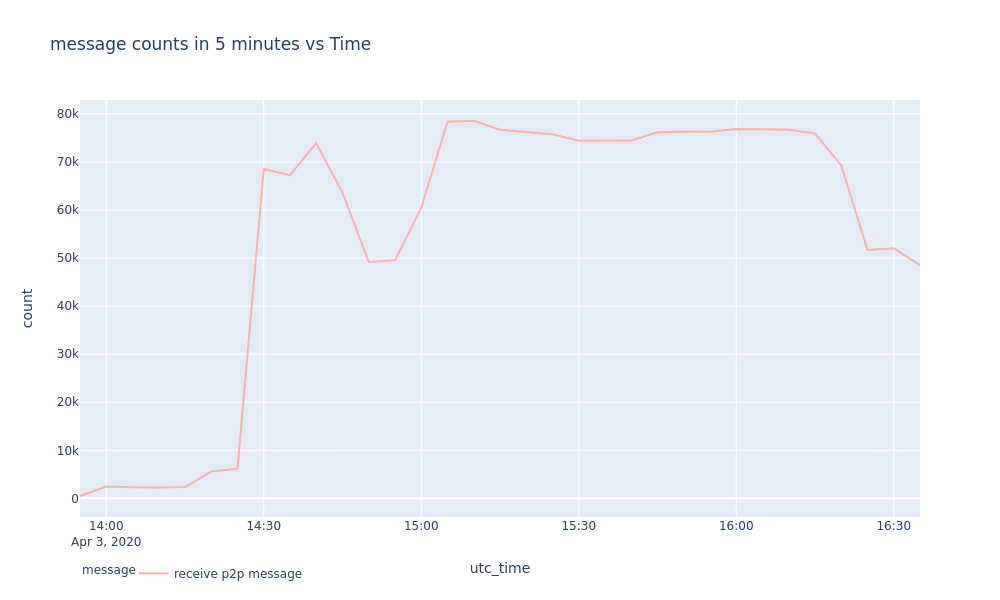 message counts in 5 minutes vs Time
80k
70k
60k
50k
40k
30k
20k
10k
0
count
14:00
Apr 3, 2020
14:30
15:00
15:30
16:00
16:30
utc_time
message
receive p2p message